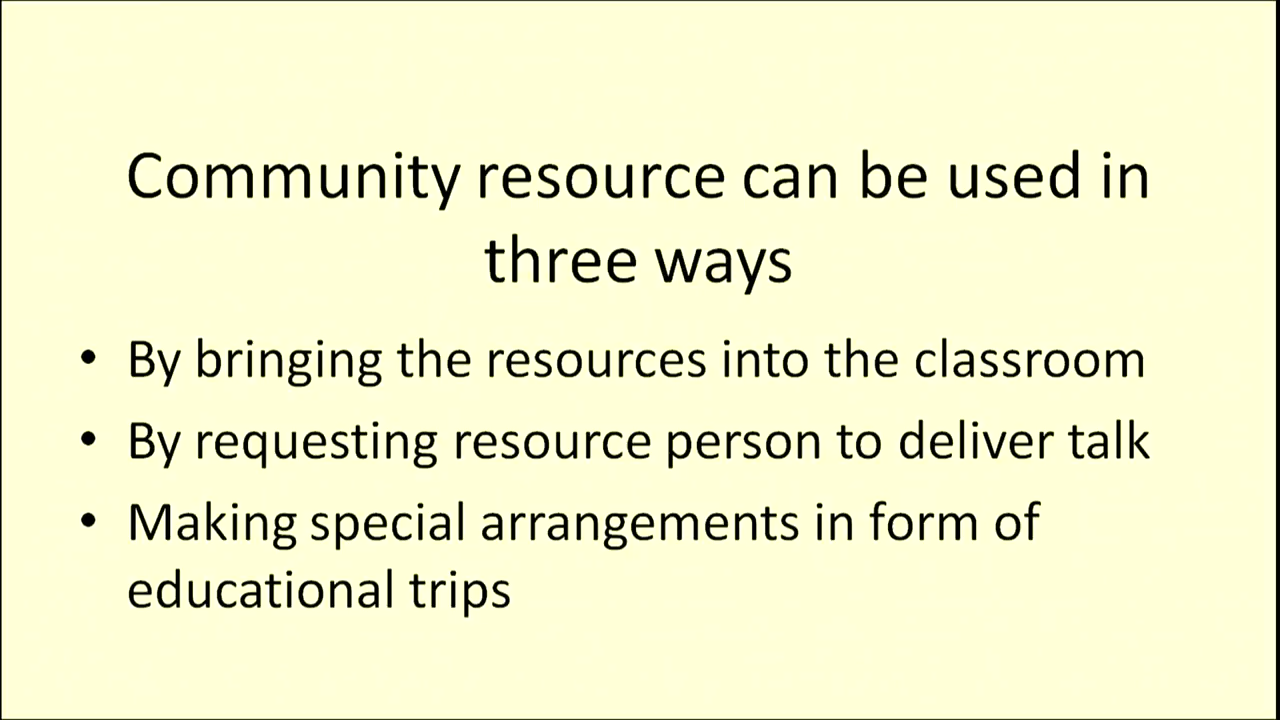 Community resource can be used in
three ways
• By bringing the resources into the classroom
• By requesting resource person to deliver talk
• Making special arrangements in form of
educational trips